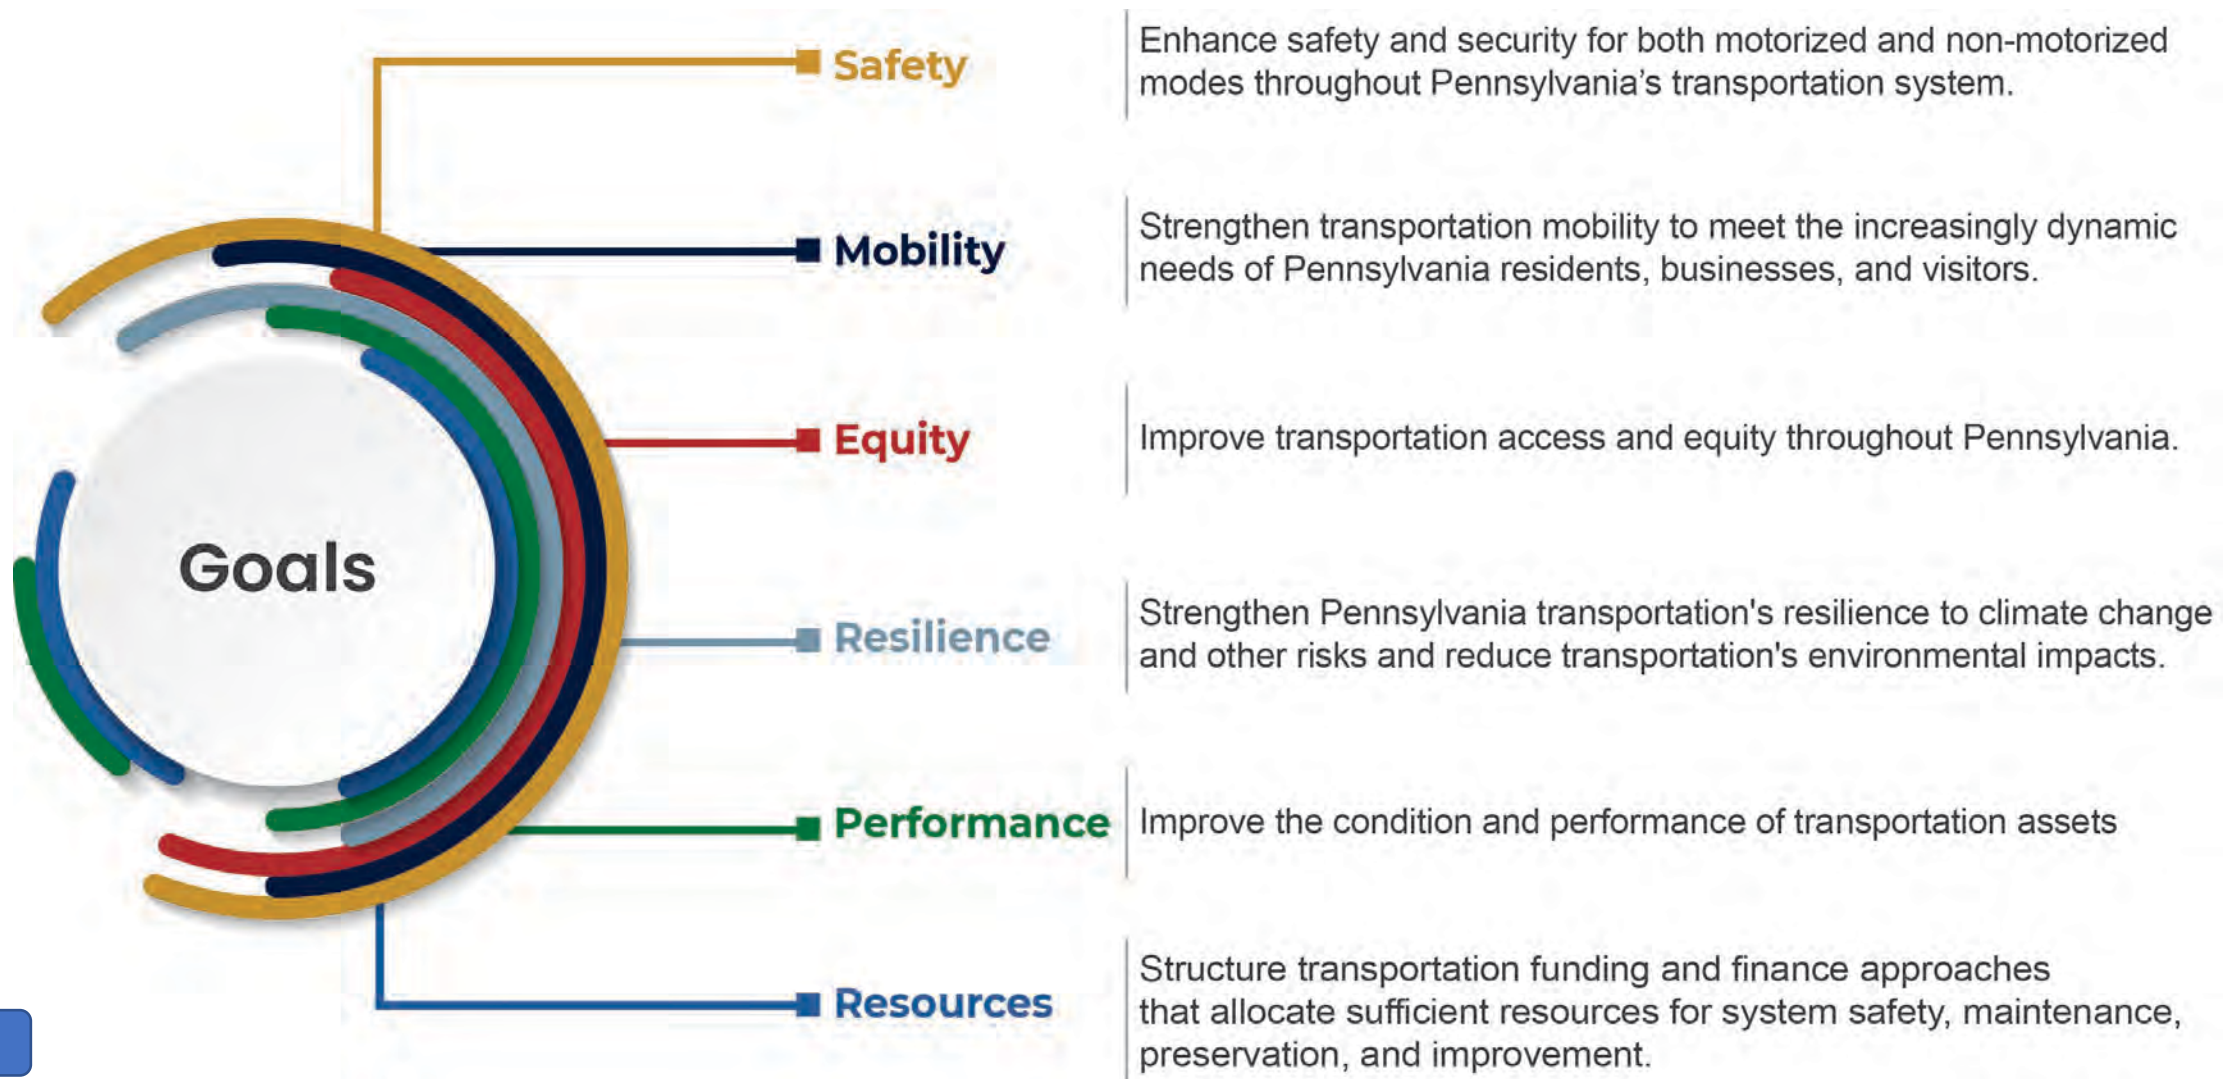 Safety
Enhance safety and security for both motorized and non-motorized
modes throughout Pennsylvania’s transportation system.
Mobility
Strengthen transportation mobility to meet the increasingly dynamic
needs of Pennsylvania residents, businesses, and visitors.
Equity
Improve transportation access and equity throughout Pennsylvania.
Goals
Resilience
Strengthen Pennsylvania transportation's resilience to climate change
and other risks and reduce transportation's environmental impacts.
Performance
Improve the condition and performance of transportation assets
Resources
Structure transportation funding and finance approaches
that allocate sufficient resources for system safety, maintenance,
preservation, and improvement.